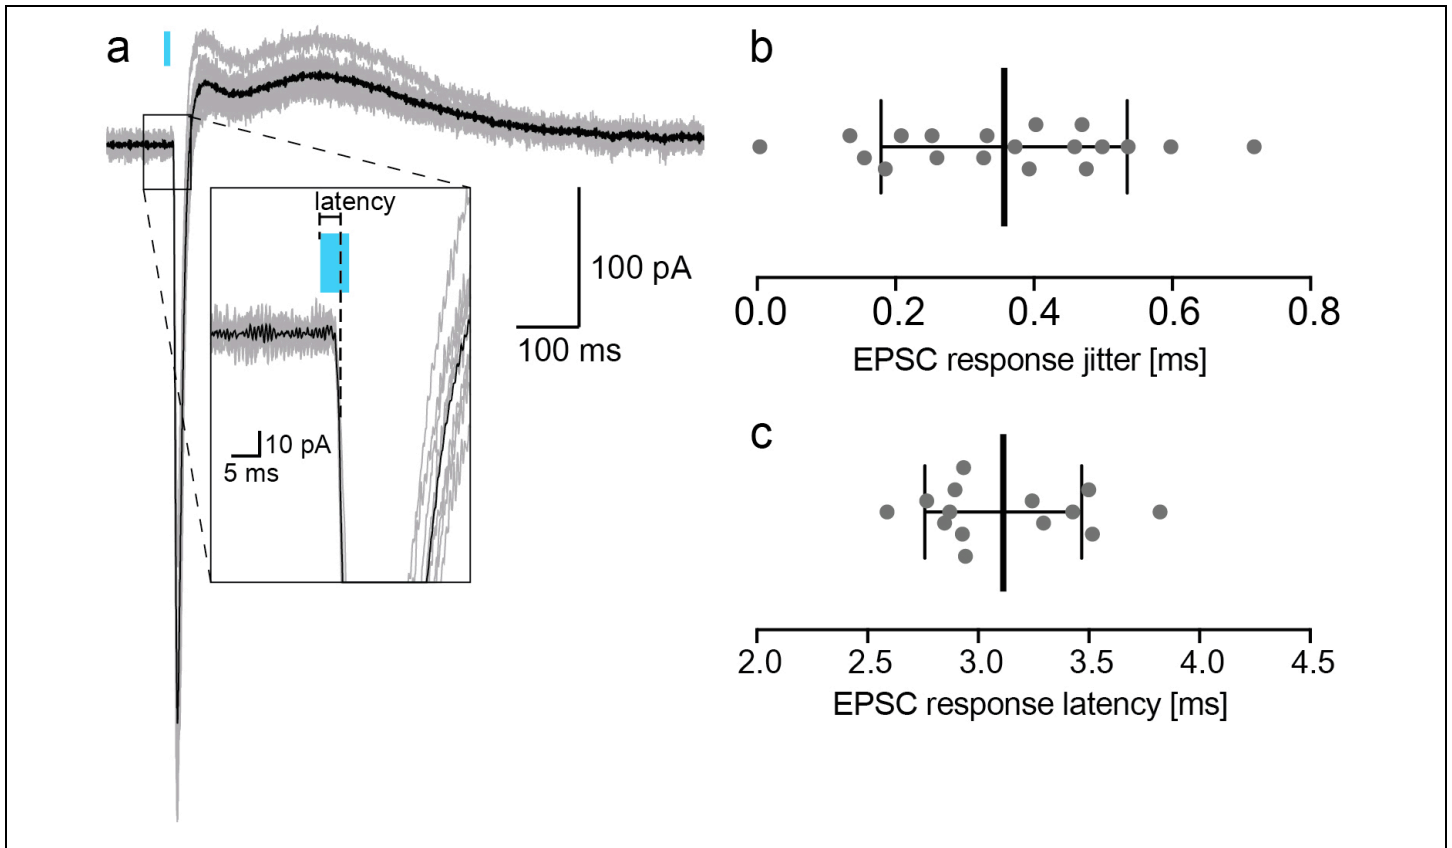 a
latency
10 pA
5 ms
100 pA
100 ms
b
0.0 0.2 0.4 0.6 0.8
EPSC response jitter [ms]
c
2.0 2.5 3.0 3.5 4.0 4.5
EPSC response latency [ms]